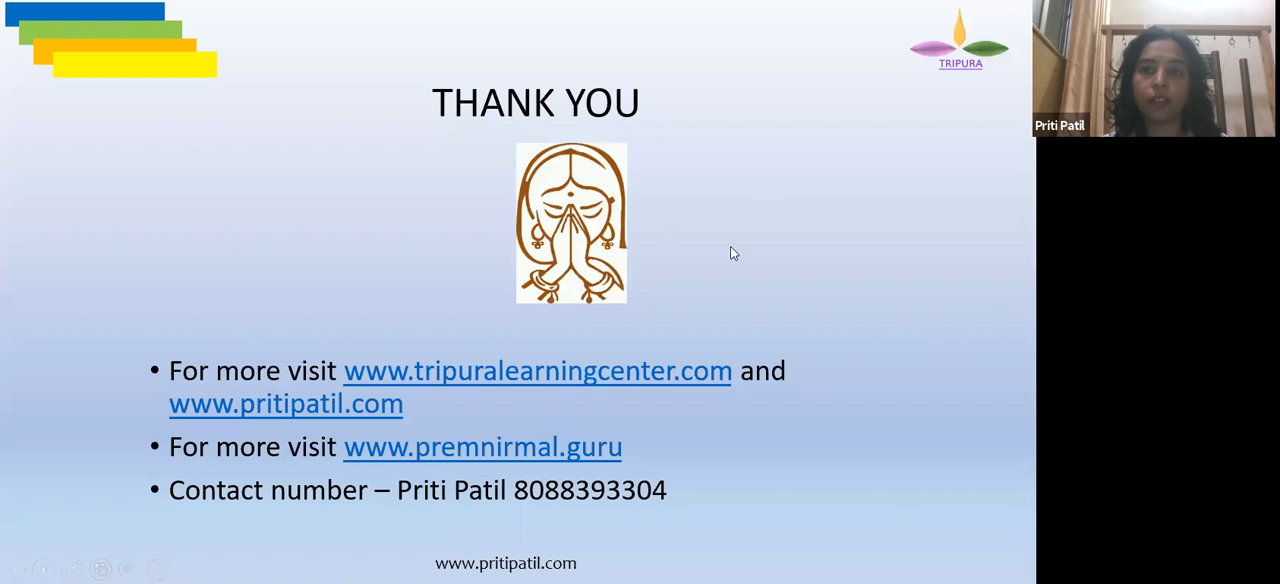 TRIPURA
Priti Patil
THANK YOU
• For more visit www.tripuralearningcenter.com and
www.pritipatil.com
• For more visit www.premnirmal.guru
• Contact number – Priti Patil 8088393304
www.pritipatil.com